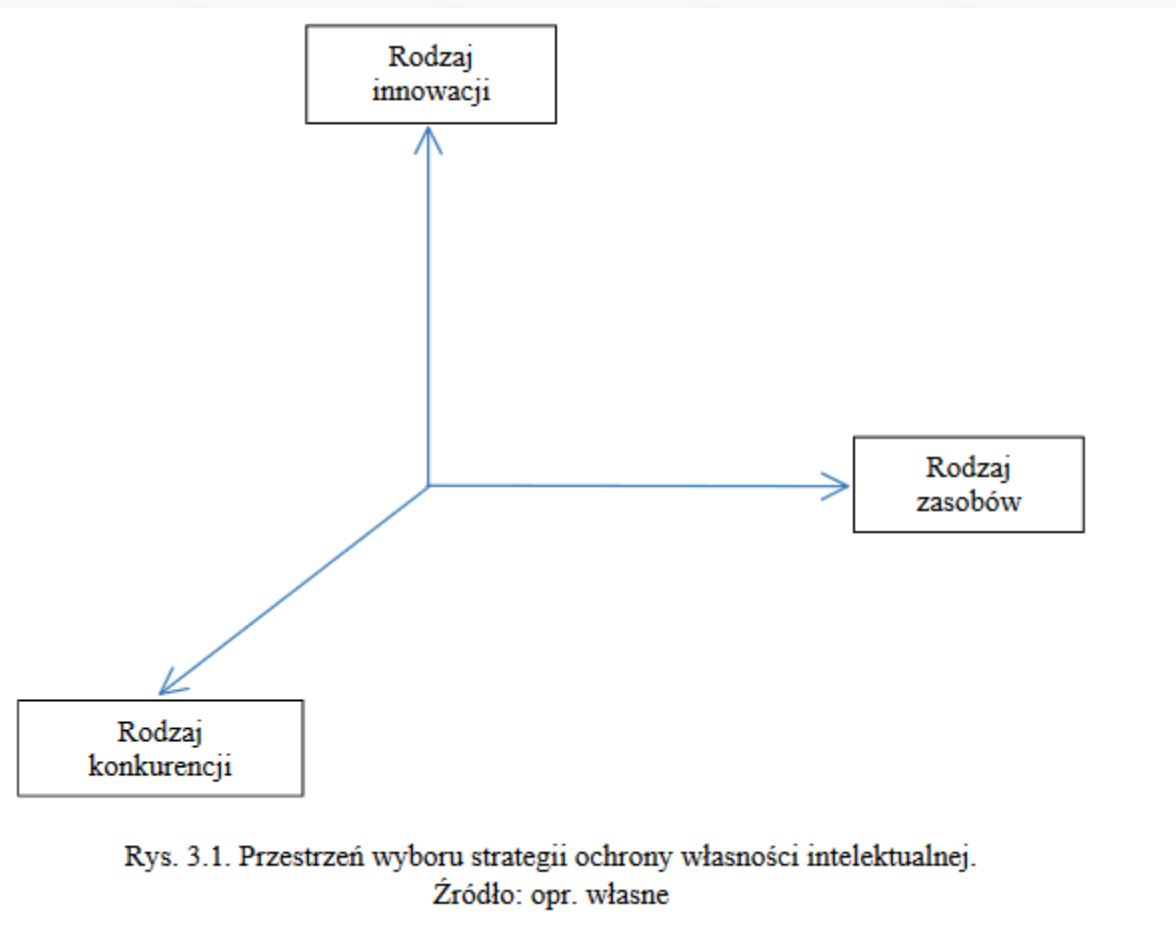 Rodzaj
innowacji
Rodzaj
zasobów
Rodzaj
konkurencji
Rys. 3.1. Przestrzeń wyboru strategii ochrony własności intelektualnej.
Źródło: opr. własne